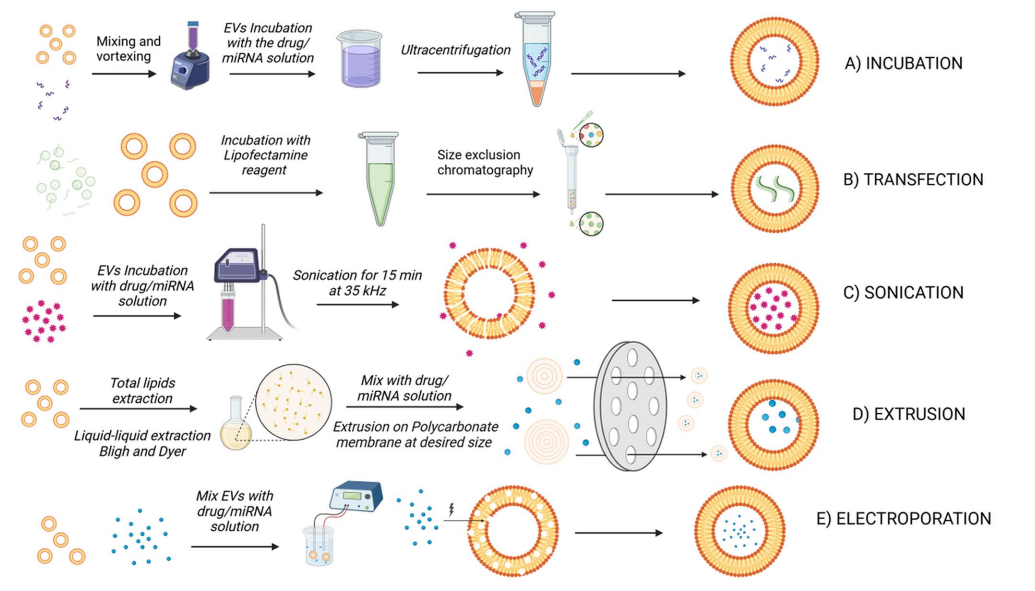 Mixing and
vortexing
EVs Incubation
with the drug/
miRNA solution
Ultracentrifugation
A) INCUBATION
Incubation with
Lipofectamine
reagent
Size exclusion
chromatography
B) TRANSFECTION
EVs Incubation
with drug/miRNA
solution
Sonication for 15 min
at 35 kHz
C) SONICATION
Total lipids
extraction
Liquid-liquid extraction
Bligh and Dyer
Mix with drug/
miRNA solution
Extrusion on Polycarbonate
membrane at desired size
D) EXTRUSION
Mix EVs with
drug/miRNA
solution
E) ELECTROPORATION